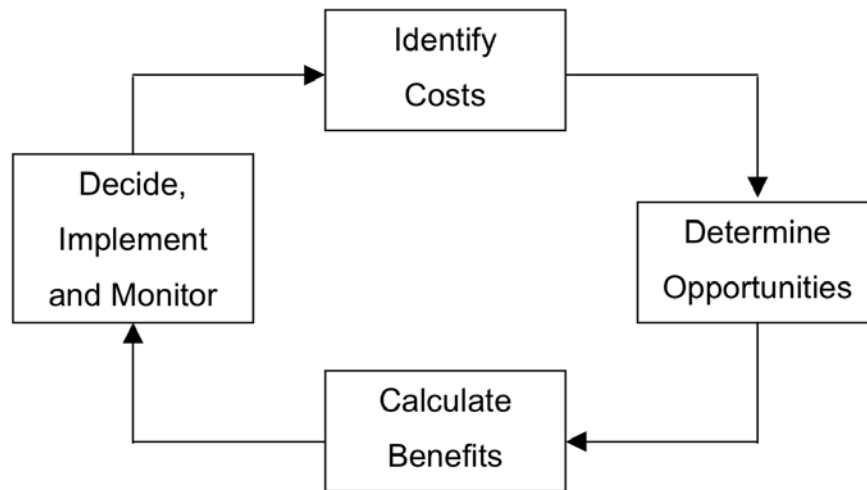 Identify
Costs
Determine
Opportunities
Calculate
Benefits
Decide,
Implement
and Monitor